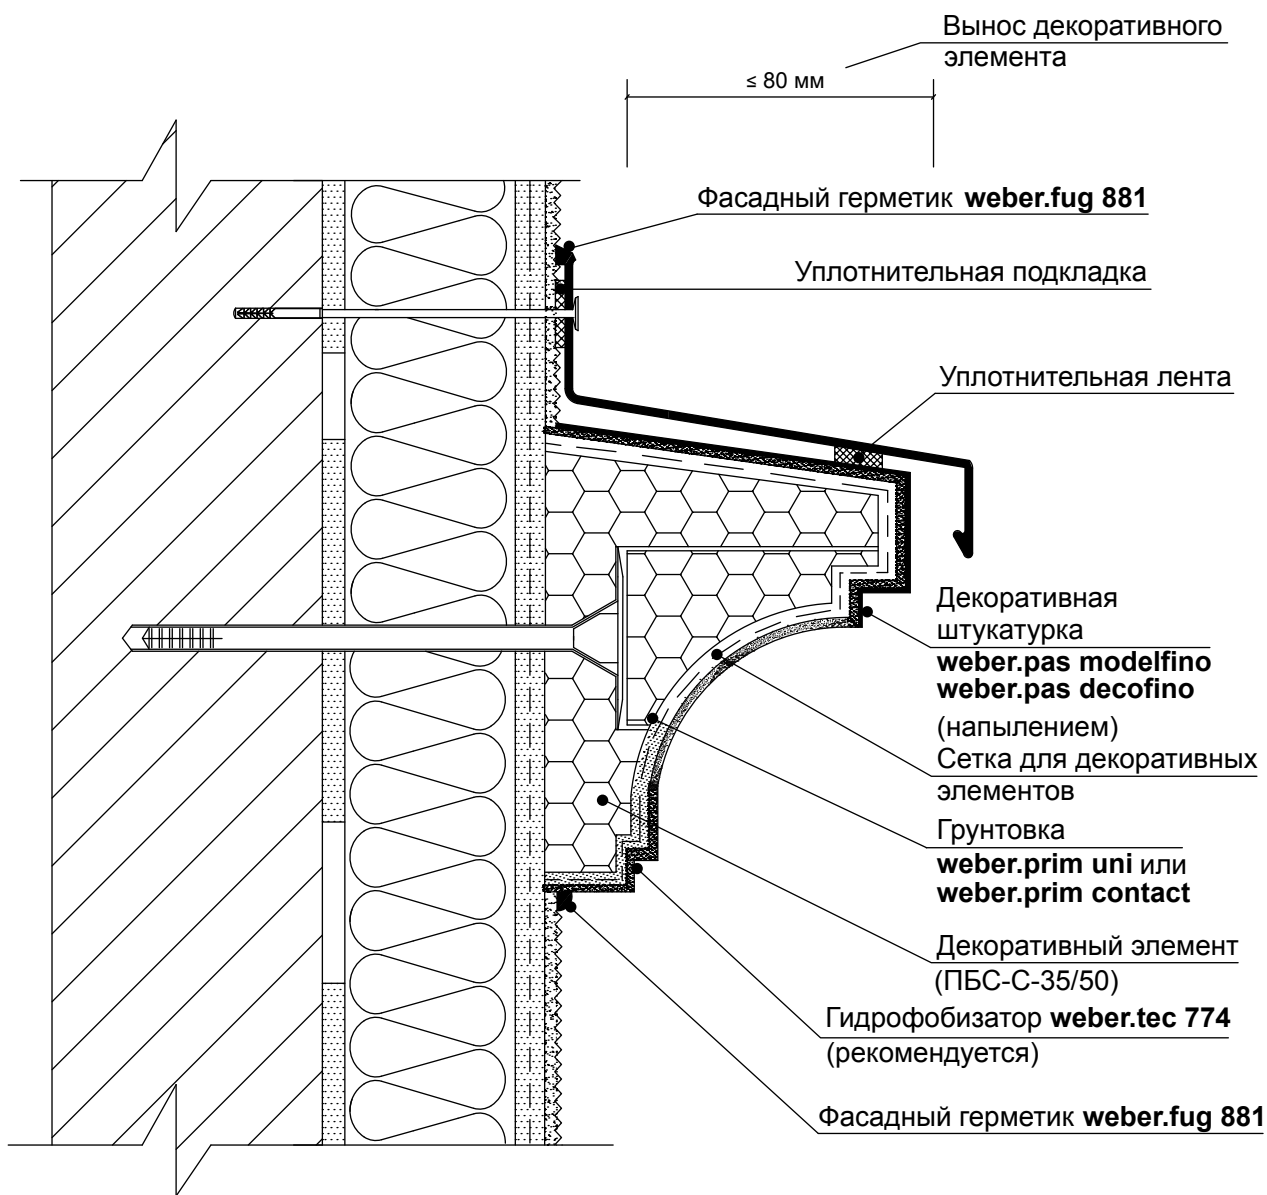 Вынос декоративного
элемента
≤ 80 мм
Фасадный герметик weber.fug 881
Уплотнительная подкладка
Уплотнительная лента
Декоративная
штукатурка
weber.pas modelfino
weber.pas decofino
(напылением)
Сетка для декоративных
элементов
Грунтовка
weber.prim uni или
weber.prim contact
Декоративный элемент
(ПБС-С-35/50)
Гидрофобизатор weber.tec 774
(рекомендуется)
Фасадный герметик weber.fug 881